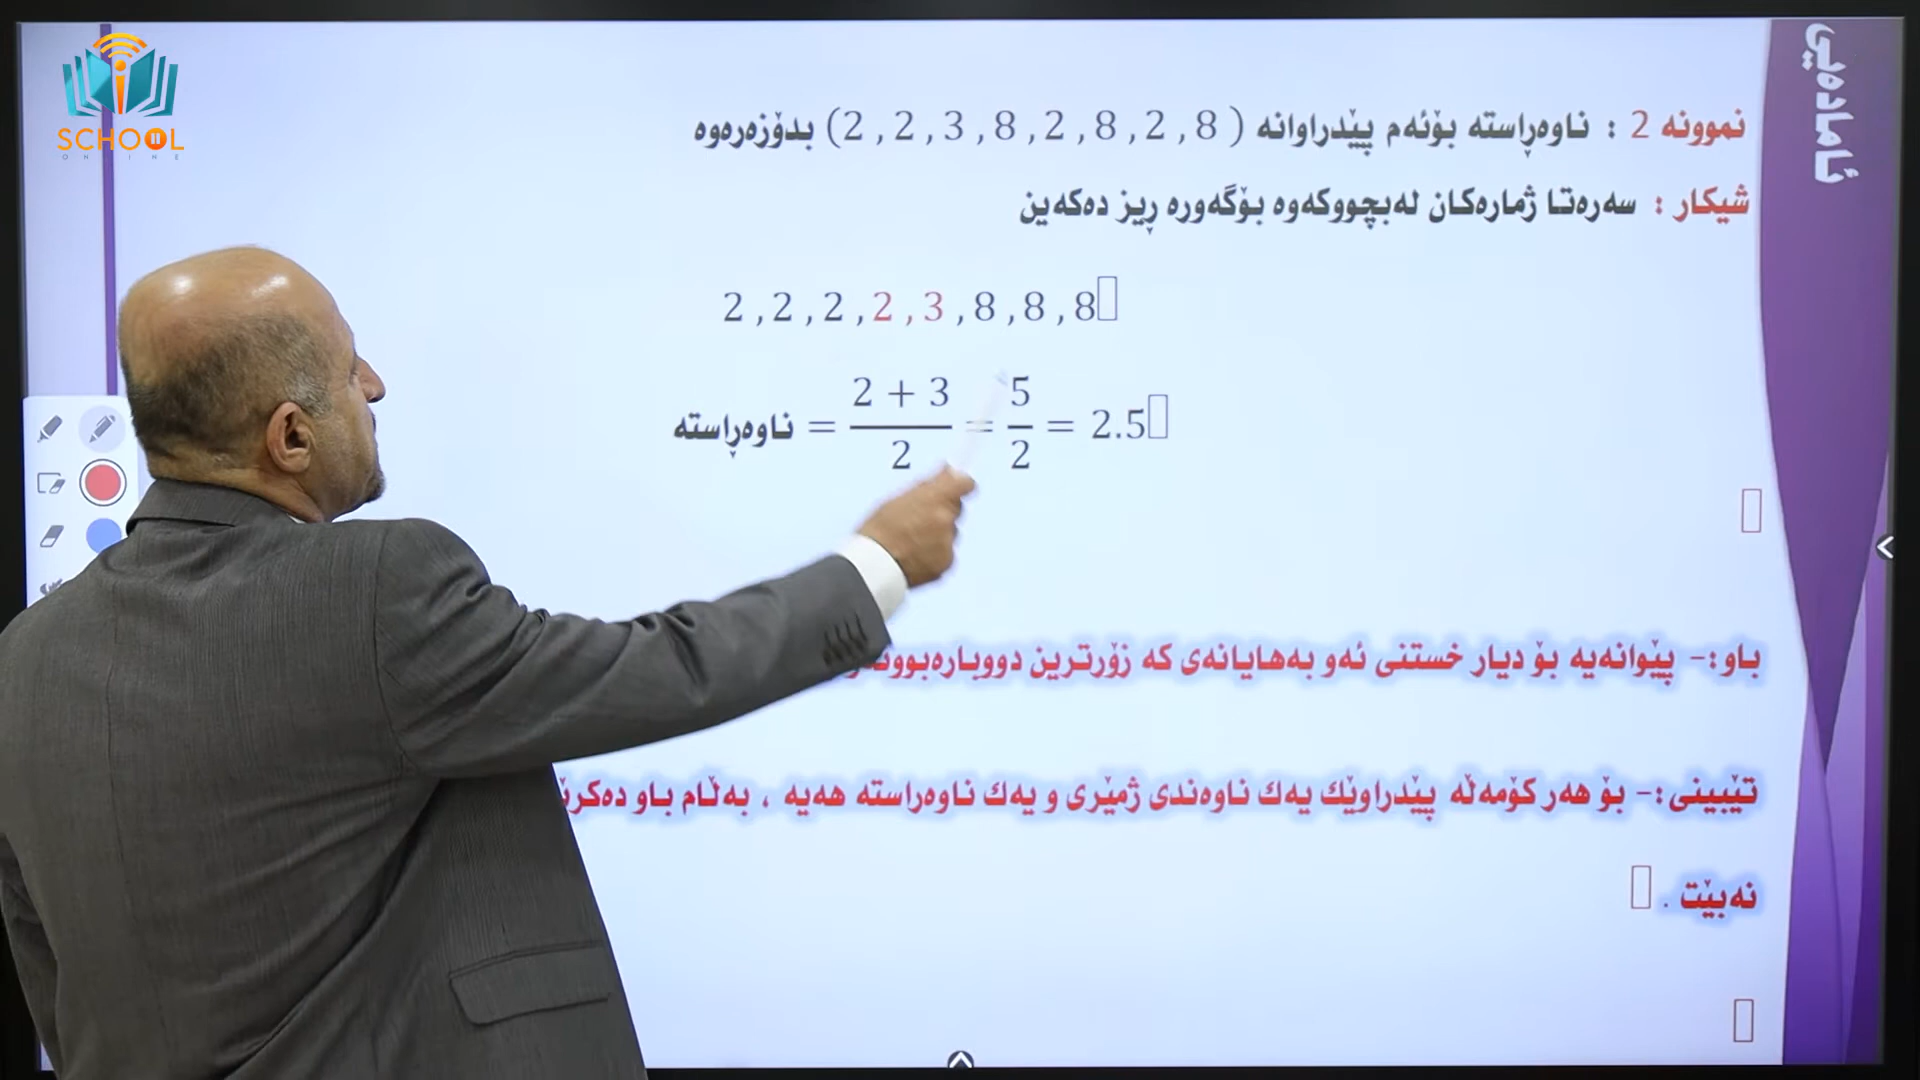 SCHOOL
ONLINE
ئامادەیی
نموونە 2 : ناوەڕاستە بۆئەم پێدراوانە (2 , 2 , 3 , 8 , 2 , 8 , 2 , 8 ) بدۆزەرەوە
شیکار : سەرەتا ژمارەکان لەبچووکەوە بۆگەورە ڕیز دەکەین
2 , 2 , 2 , 2 , 3 , 8 , 8 , 8
ناوەڕاستە = (2 + 3)/2 = 5/2 = 2.5
باو :- پێوانەیە بۆ دیار خستنی ئەو بەهایانەی کە زۆرترین
تێبینی :- بۆ هەر کۆمەڵە پێدراوێك یەك ناوەندی ژمێری و یەك ناوەراستە هەیە ، بەڵام باو
نەبێت .